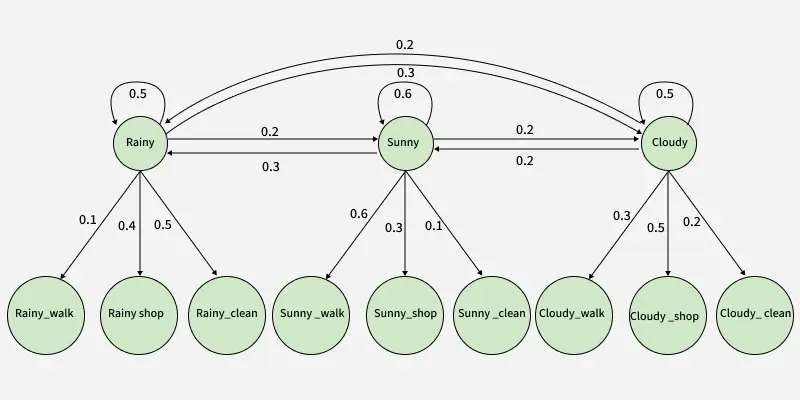 0.2
0.3
0.5
0.6
0.5
Rainy
0.2
Sunny
0.2
Cloudy
0.3
0.2
0.1
0.4
0.5
0.6
0.3
0.1
0.3
0.5
0.2
Rainy_walk
Rainy shop
Rainy_clean
Sunny _walk
Sunny_shop
Sunny _clean
Cloudy_walk
Cloudy _shop
Cloudy_ clean